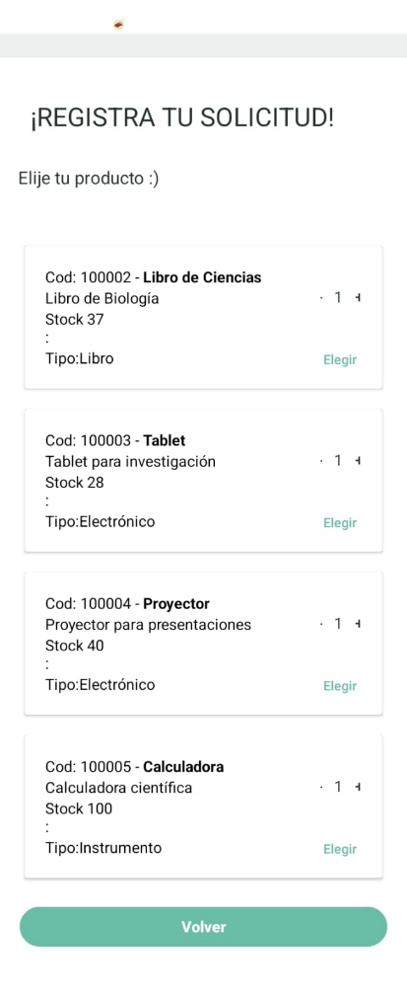 ¡REGISTRA TU SOLICITUD!
Elije tu producto :)
Cod: 100002 - Libro de Ciencias
Libro de Biología
· 1 +
Stock 37
:
Tipo:Libro
Elegir
Cod: 100003 - Tablet
Tablet para investigación
· 1 +
Stock 28
:
Tipo:Electrónico
Elegir
Cod: 100004 - Proyector
Proyector para presentaciones
· 1 +
Stock 40
:
Tipo:Electrónico
Elegir
Cod: 100005 - Calculadora
Calculadora científica
· 1 +
Stock 100
:
Tipo:Instrumento
Elegir
Volver